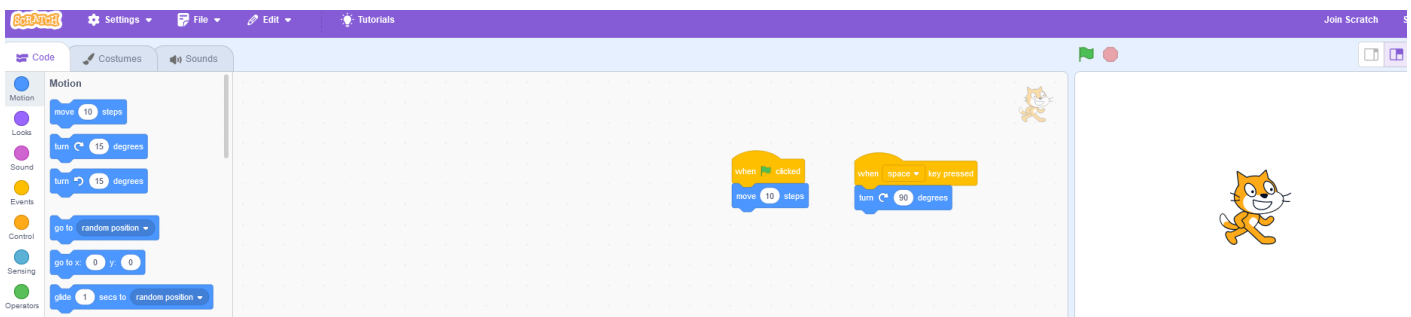 SCRATCH Settings File Edit Tutorials Join Scratch S
Code Costumes Sounds
Motion
Looks
Sound
Events
Control
Sensing
Operators
Motion
move 10 steps
turn 15 degrees
turn 15 degrees
go to random position
go to x: 0 y: 0
glide 1 secs to random position
when clicked
move 10 steps
when space key pressed
turn 90 degrees